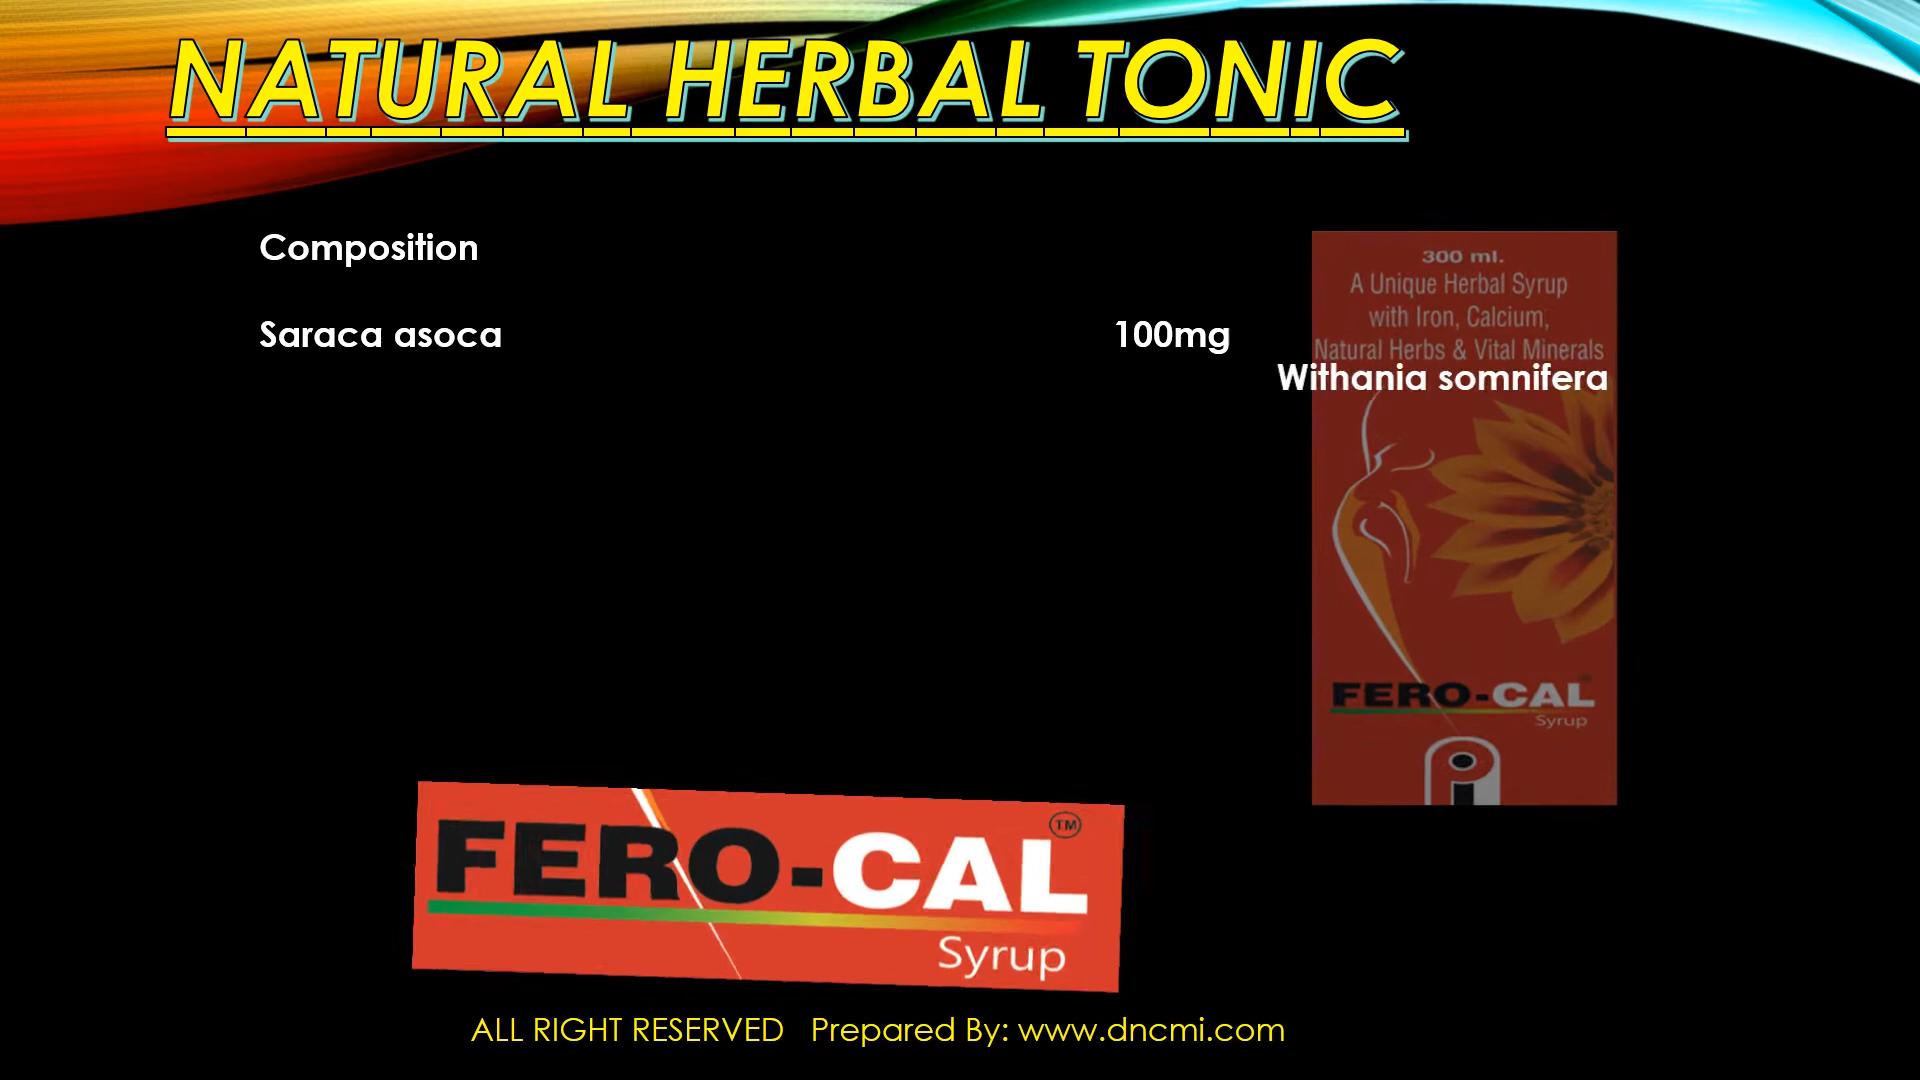 NATURAL HERBAL TONIC
Composition
Saraca asoca 100mg
Withania somnifera
300 ml.
A Unique Herbal Syrup
with Iron, Calcium,
Natural Herbs & Vital Minerals
FERO-CAL
Syrup
FERO-CAL TM
Syrup
ALL RIGHT RESERVED Prepared By: www.dncmi.com